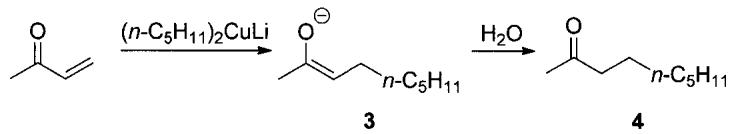 O
(n-C5H11)2CuLi
O⊖
n-C5H11
H2O
O
n-C5H11
3
4